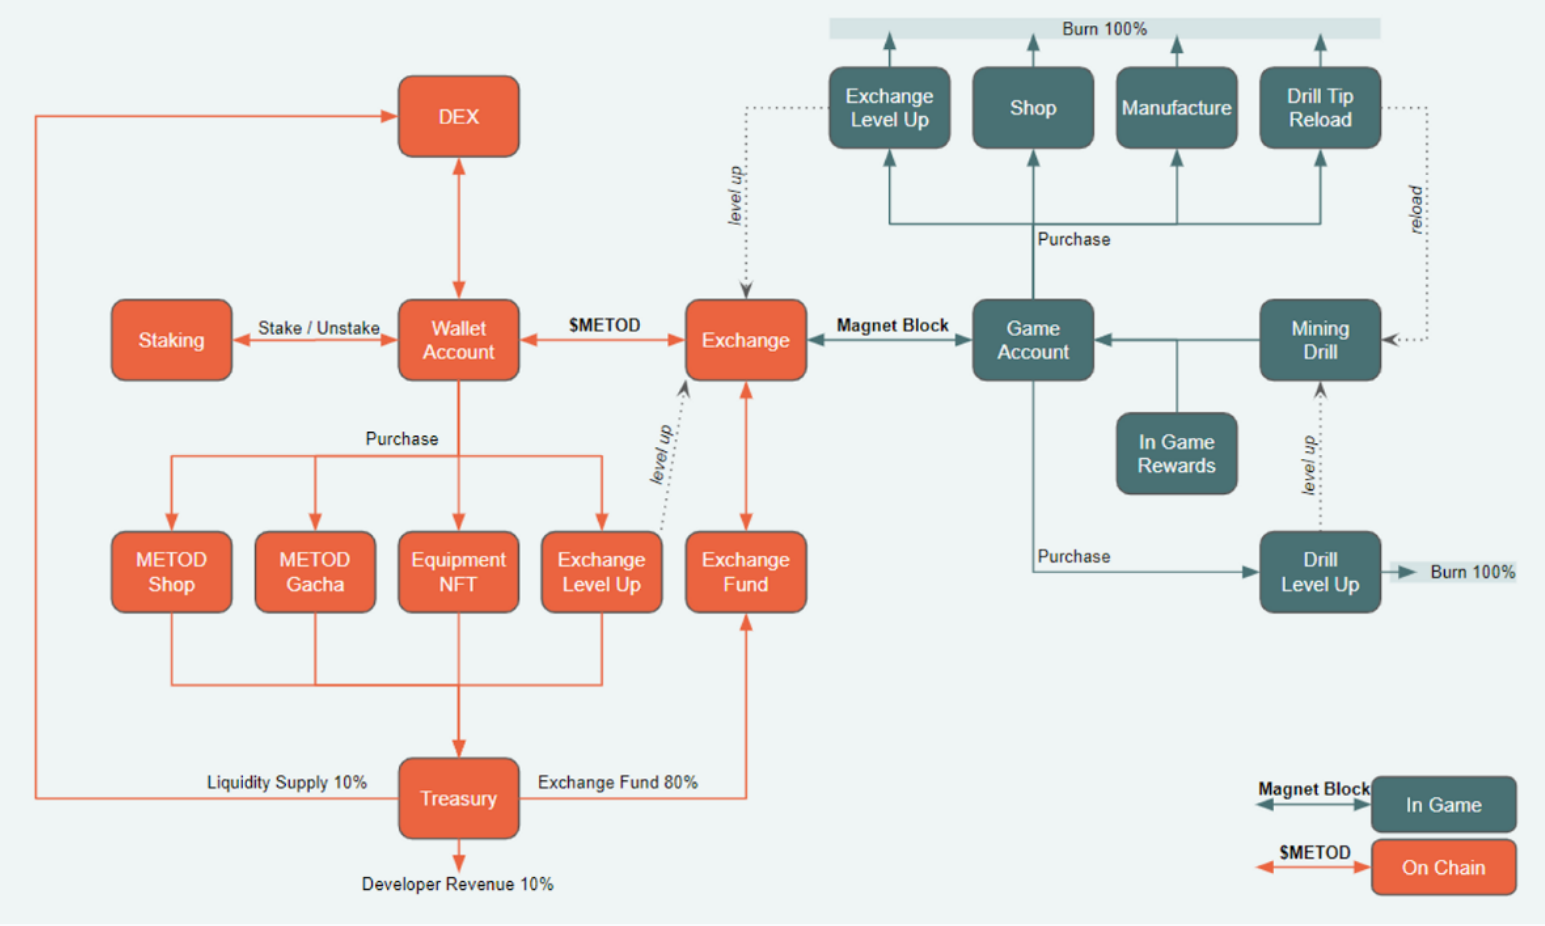 Burn 100%
Exchange
Level Up
Shop
Manufacture
Drill Tip
Reload
DEX
level up
reload
Purchase
Staking
Stake / Unstake
Wallet
Account
$METOD
Exchange
Magnet Block
Game
Account
Mining
Drill
Purchase
level up
In Game
Rewards
level up
METOD
Shop
METOD
Gacha
Equipment
NFT
Exchange
Level Up
Exchange
Fund
Purchase
Drill
Level Up
Burn 100%
Liquidity Supply 10%
Treasury
Exchange Fund 80%
Developer Revenue 10%
Magnet Block
In Game
$METOD
On Chain